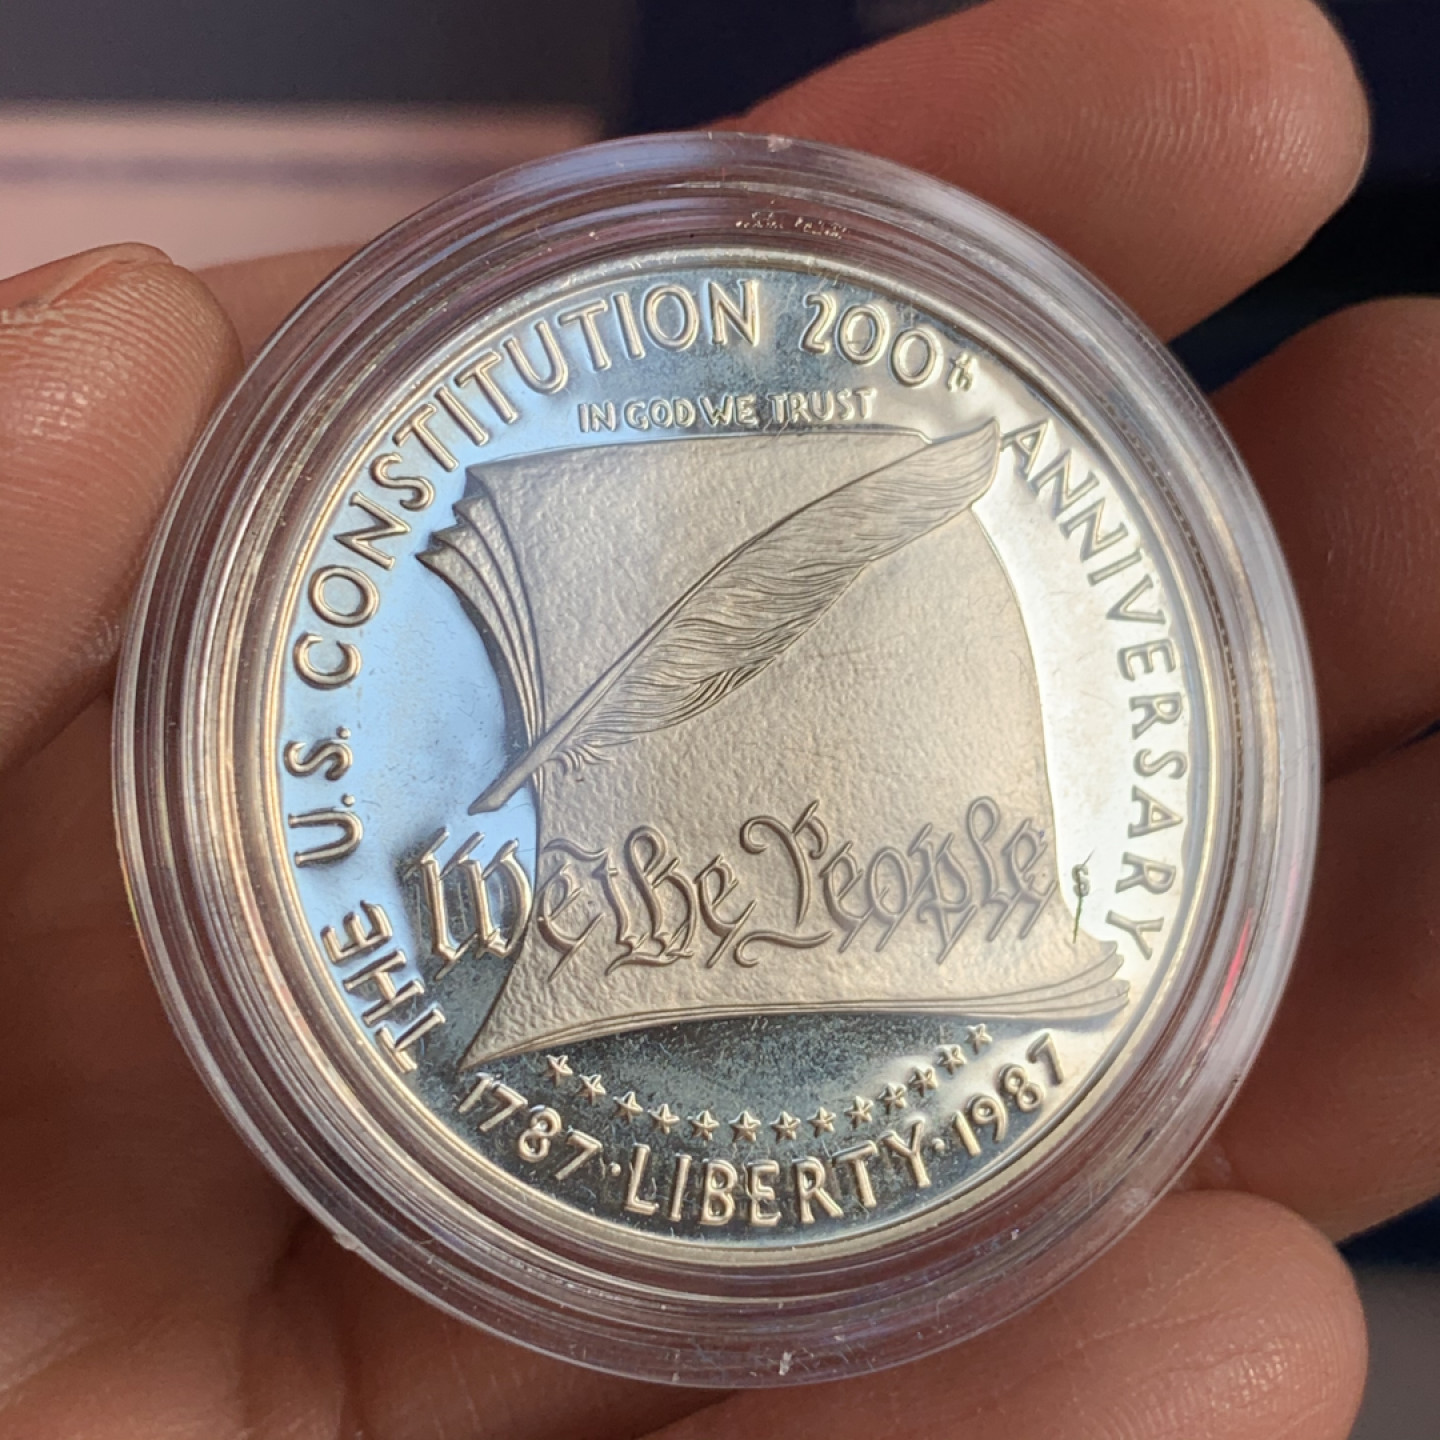 THE U.S. CONSTITUTION 200th ANNIVERSARY
IN GOD WE TRUST
We the People
S
1787·LIBERTY·1987